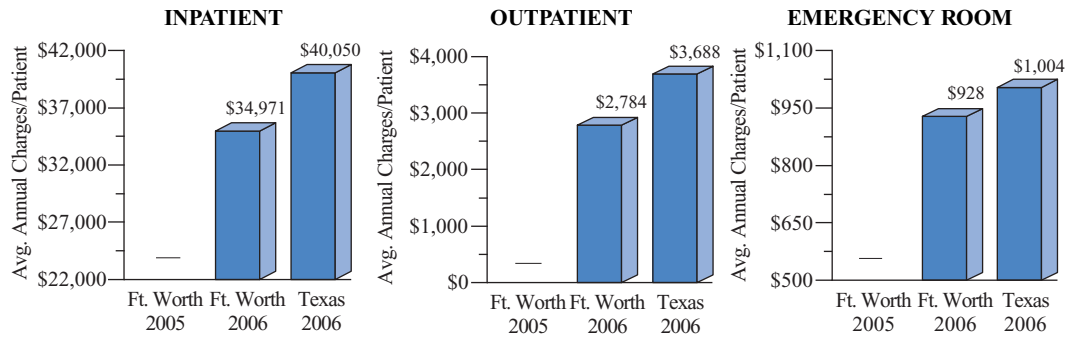 INPATIENT
Avg. Annual Charges/Patient
$42,000
$37,000
$32,000
$27,000
$22,000
$34,971
$40,050
Ft. Worth Ft. Worth Texas
2005 2006 2006
OUTPATIENT
Avg. Annual Charges/Patient
$4,000
$3,000
$2,000
$1,000
$0
$2,784
$3,688
Ft. Worth Ft. Worth Texas
2005 2006 2006
EMERGENCY ROOM
Avg. Annual Charges/Patient
$1,100
$950
$800
$650
$500
$928
$1,004
Ft. Worth Ft. Worth Texas
2005 2006 2006